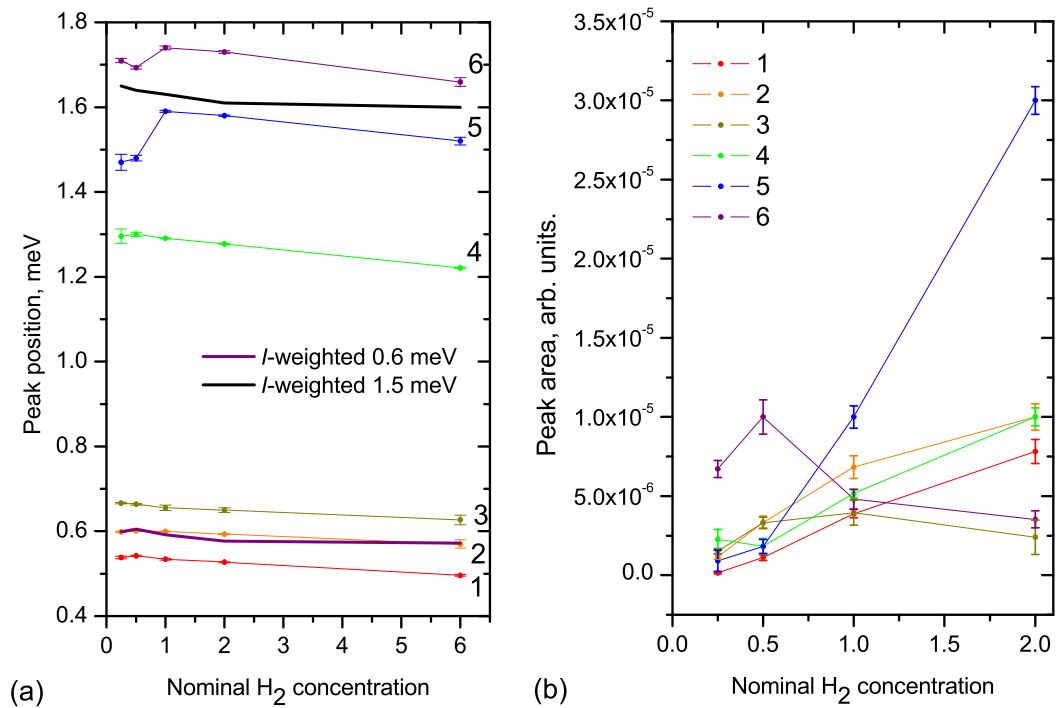 1.8
1.6
1.4
1.2
1.0
0.8
0.6
0.4
0
1
2
3
4
5
6
Peak position, meV
Nominal H2 concentration
6
5
4
3
2
1
I-weighted 0.6 meV
I-weighted 1.5 meV
(a)
3.5x10-5
3.0x10-5
2.5x10-5
2.0x10-5
1.5x10-5
1.0x10-5
5.0x10-6
0.0
0.0
0.5
1.0
1.5
2.0
Peak area, arb. units.
Nominal H2 concentration
1
2
3
4
5
6
(b)